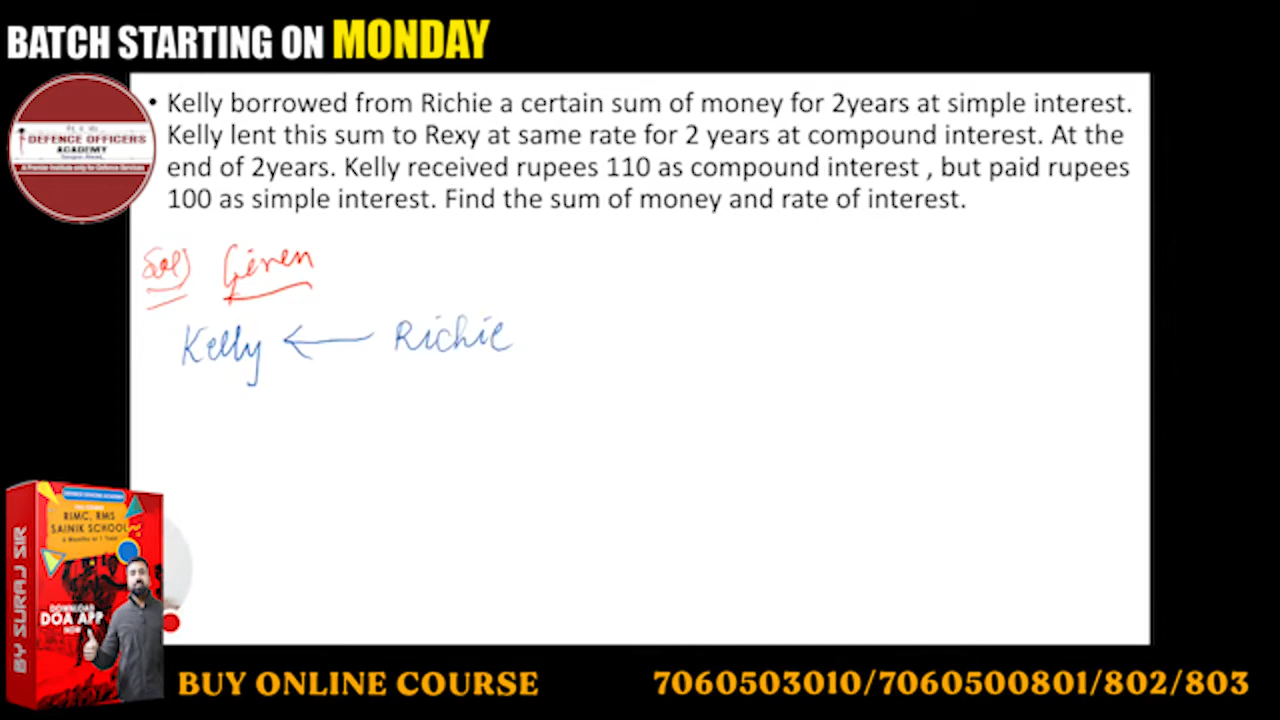 BATCH STARTING ON MONDAY
DEFENCE OFFICERS
ACADEMY
• Kelly borrowed from Richie a certain sum of money for 2years at simple interest.
Kelly lent this sum to Rexy at same rate for 2 years at compound interest. At the
end of 2years. Kelly received rupees 110 as compound interest , but paid rupees
100 as simple interest. Find the sum of money and rate of interest.
Sol) Given
Kelly ← Richie
RIMC, RMS
SAINIK SCHOOL
BY SURAJ SIR
DOWNLOAD
DOA APP
NOW
BUY ONLINE COURSE
7060503010/7060500801/802/803